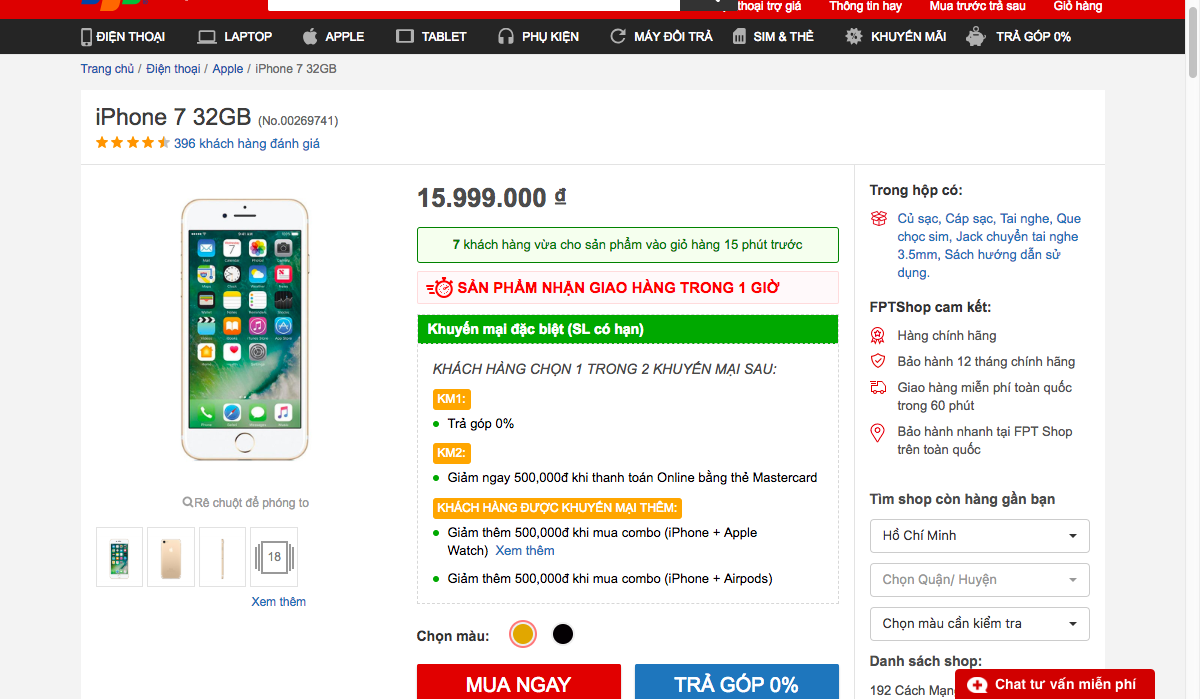 thoại trợ giá Thông tin hay Mua trước trả sau Giỏ hàng
ĐIỆN THOẠI LAPTOP APPLE TABLET PHỤ KIỆN MÁY ĐỔI TRẢ SIM & THẺ KHUYẾN MÃI TRẢ GÓP 0%
Trang chủ / Điện thoại / Apple / iPhone 7 32GB
iPhone 7 32GB (No.00269741)
396 khách hàng đánh giá
Rê chuột để phóng to
18
Xem thêm
15.999.000 ₫
7 khách hàng vừa cho sản phẩm vào giỏ hàng 15 phút trước
SẢN PHẨM NHẬN GIAO HÀNG TRONG 1 GIỜ
Khuyến mại đặc biệt (SL có hạn)
KHÁCH HÀNG CHỌN 1 TRONG 2 KHUYẾN MẠI SAU:
KM1:
Trả góp 0%
KM2:
Giảm ngay 500,000đ khi thanh toán Online bằng thẻ Mastercard
KHÁCH HÀNG ĐƯỢC KHUYẾN MẠI THÊM:
Giảm thêm 500,000đ khi mua combo (iPhone + Apple
Watch) Xem thêm
Giảm thêm 500,000đ khi mua combo (iPhone + Airpods)
Chọn màu:
MUA NGAY TRẢ GÓP 0%
Trong hộp có:
Củ sạc, Cáp sạc, Tai nghe, Que
chọc sim, Jack chuyển tai nghe
3.5mm, Sách hướng dẫn sử
dụng.
FPTShop cam kết:
Hàng chính hãng
Bảo hành 12 tháng chính hãng
Giao hàng miễn phí toàn quốc
trong 60 phút
Bảo hành nhanh tại FPT Shop
trên toàn quốc
Tìm shop còn hàng gần bạn
Hồ Chí Minh
Chọn Quận/ Huyện
Chọn màu cần kiểm tra
Danh sách shop:
192 Cách Mạng
Chat tư vấn miễn phí